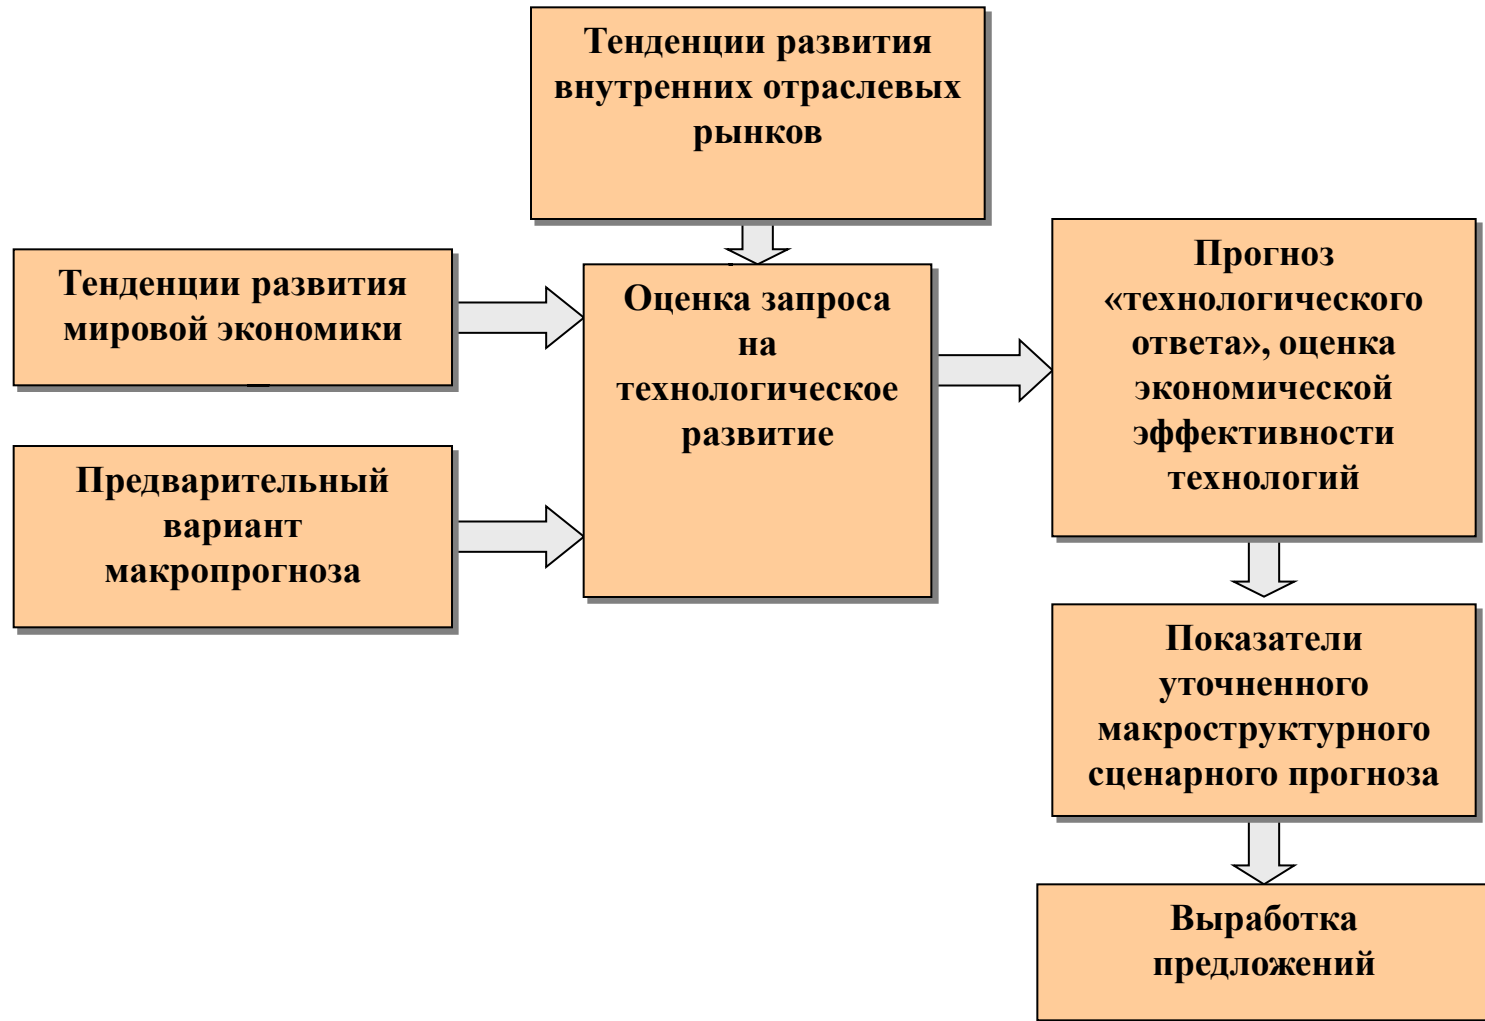 Тенденции развития
внутренних отраслевых
рынков
Тенденции развития
мировой экономики
Предварительный
вариант
макропрогноза
Оценка запроса
на
технологическое
развитие
Прогноз
«технологического
ответа», оценка
экономической
эффективности
технологий
Показатели
уточненного
макроструктурного
сценарного прогноза
Выработка
предложений